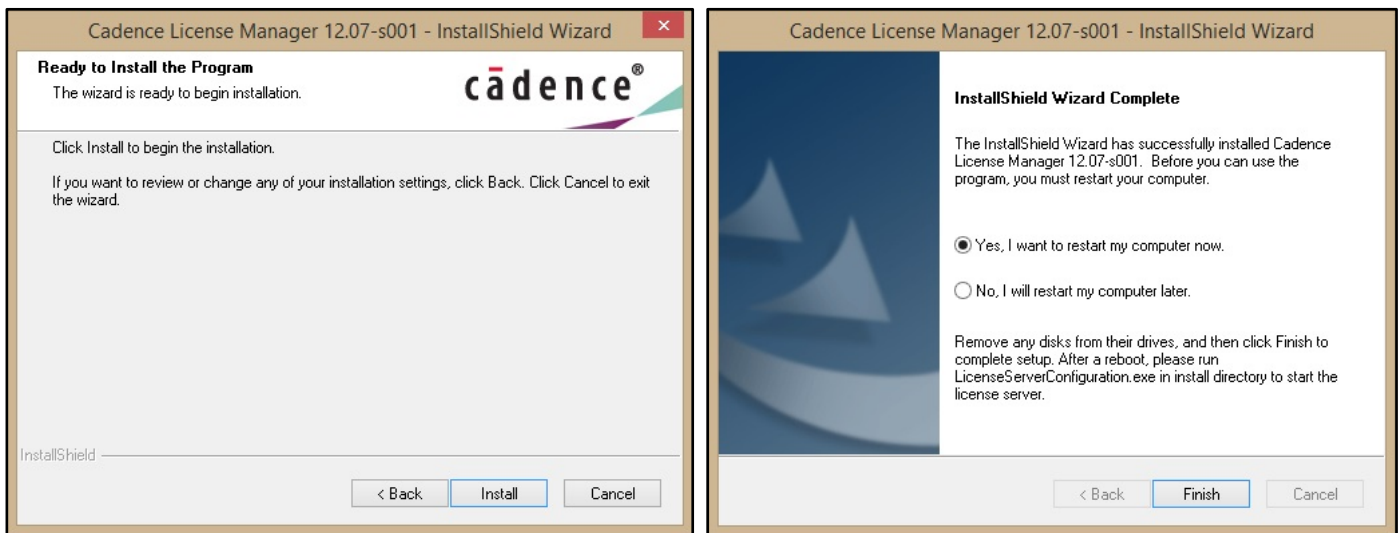 Cadence License Manager 12.07-s001 - InstallShield Wizard
Ready to Install the Program
The wizard is ready to begin installation.
cādence®
Click Install to begin the installation.
If you want to review or change any of your installation settings, click Back. Click Cancel to exit
the wizard.
InstallShield
< Back
Install
Cancel
Cadence License Manager 12.07-s001 - InstallShield Wizard
InstallShield Wizard Complete
The InstallShield Wizard has successfully installed Cadence
License Manager 12.07-s001. Before you can use the
program, you must restart your computer.
Yes, I want to restart my computer now.
No, I will restart my computer later.
Remove any disks from their drives, and then click Finish to
complete setup. After a reboot, please run
LicenseServerConfiguration.exe in install directory to start the
license server.
< Back
Finish
Cancel